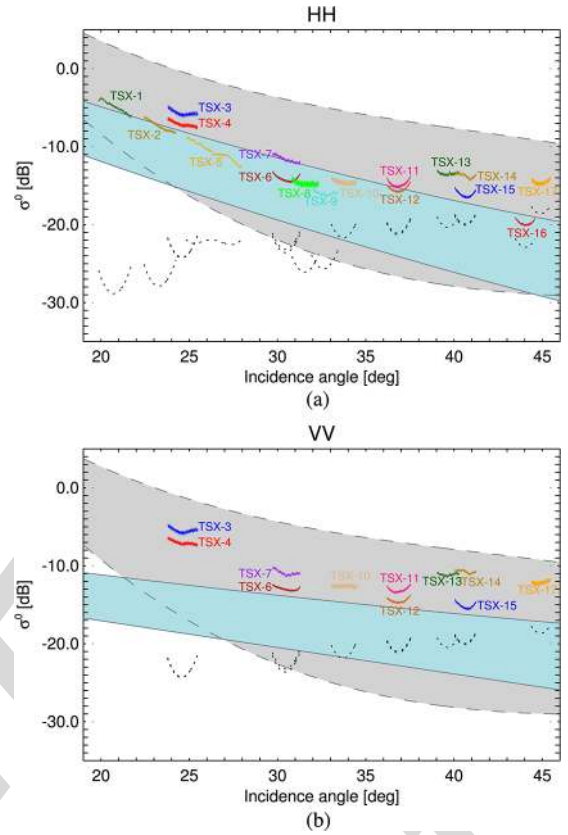 HH
0.0
-10.0
-20.0
-30.0
σ⁰ [dB]
TSX-1
TSX-2
TSX-3
TSX-4
TSX-5
TSX-7
TSX-6
TSX-8
TSX-9
TSX-10
TSX-11
TSX-12
TSX-13
TSX-14
TSX-15
TSX-1
TSX-16
20 25 30 35 40 45
Incidence angle [deg]
(a)
VV
0.0
-10.0
-20.0
-30.0
σ⁰ [dB]
TSX-3
TSX-4
TSX-7
TSX-6
TSX-10
TSX-11
TSX-12
TSX-13
TSX-14
TSX-15
TSX-1
20 25 30 35 40 45
Incidence angle [deg]
(b)